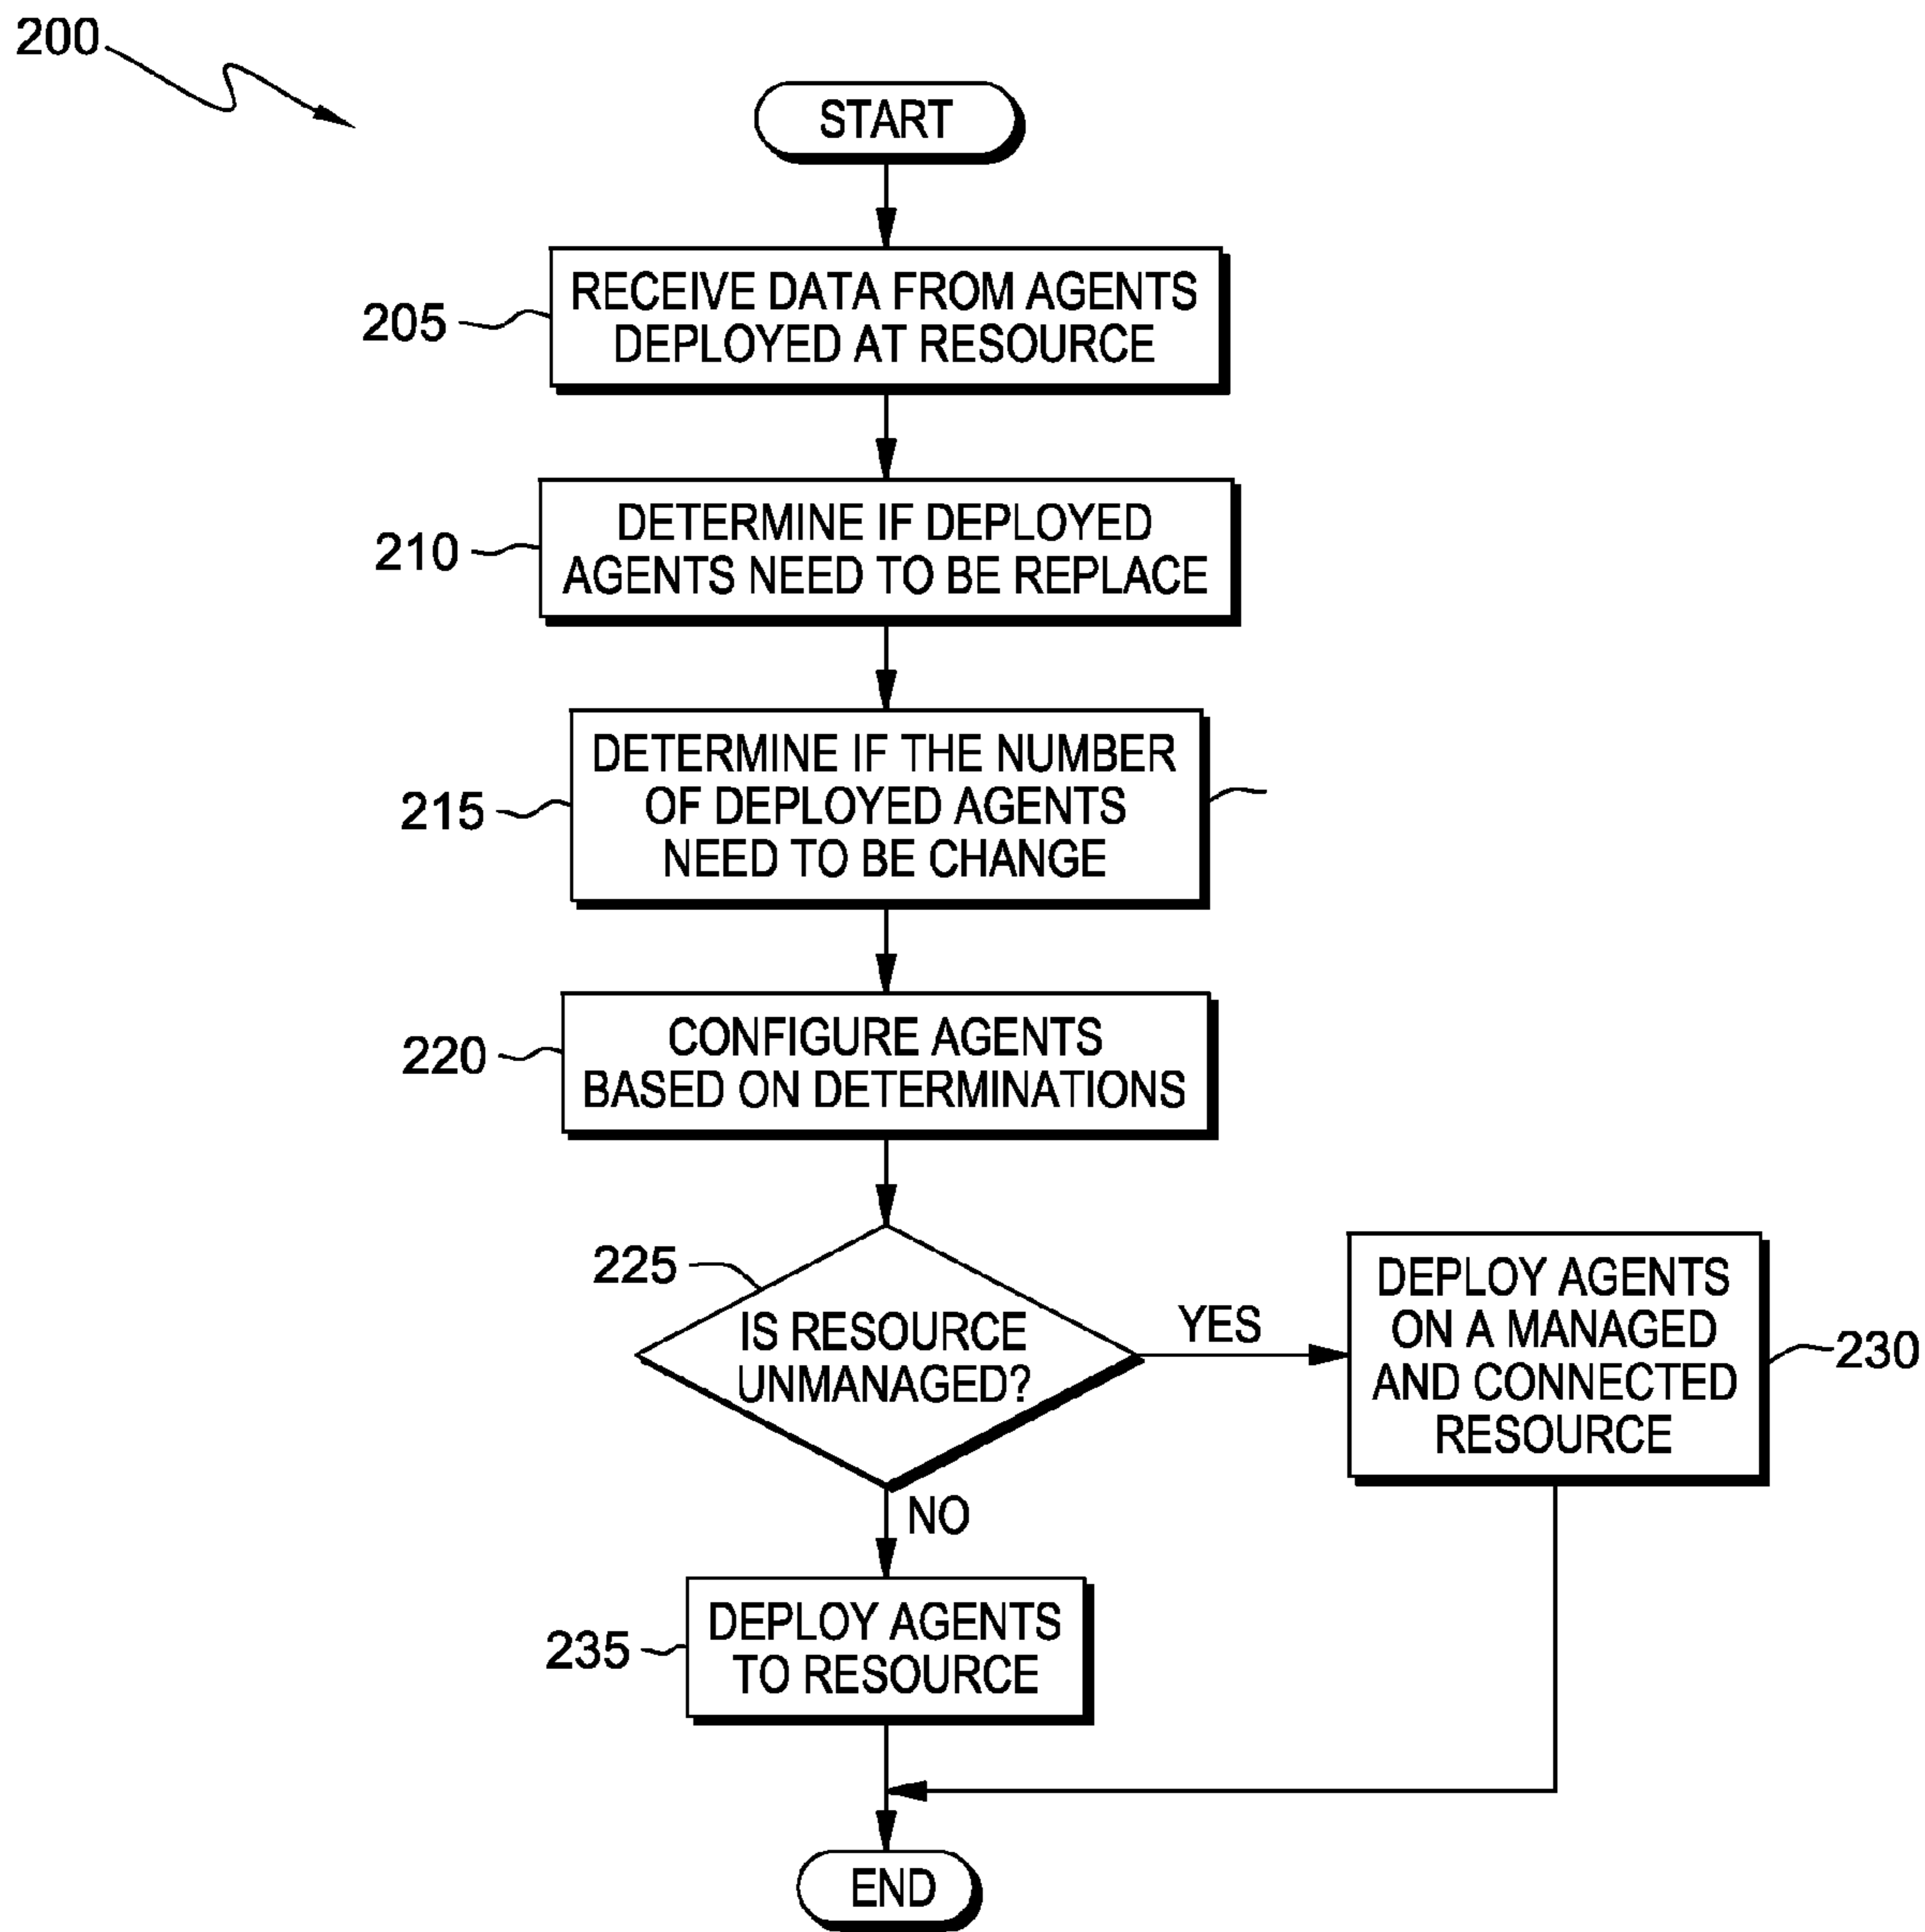 200
START
205
RECEIVE DATA FROM AGENTS
DEPLOYED AT RESOURCE
210
DETERMINE IF DEPLOYED
AGENTS NEED TO BE REPLACE
215
DETERMINE IF THE NUMBER
OF DEPLOYED AGENTS
NEED TO BE CHANGE
220
CONFIGURE AGENTS
BASED ON DETERMINATIONS
225
IS RESOURCE
UNMANAGED?
YES
DEPLOY AGENTS
ON A MANAGED
AND CONNECTED
RESOURCE
230
NO
235
DEPLOY AGENTS
TO RESOURCE
END